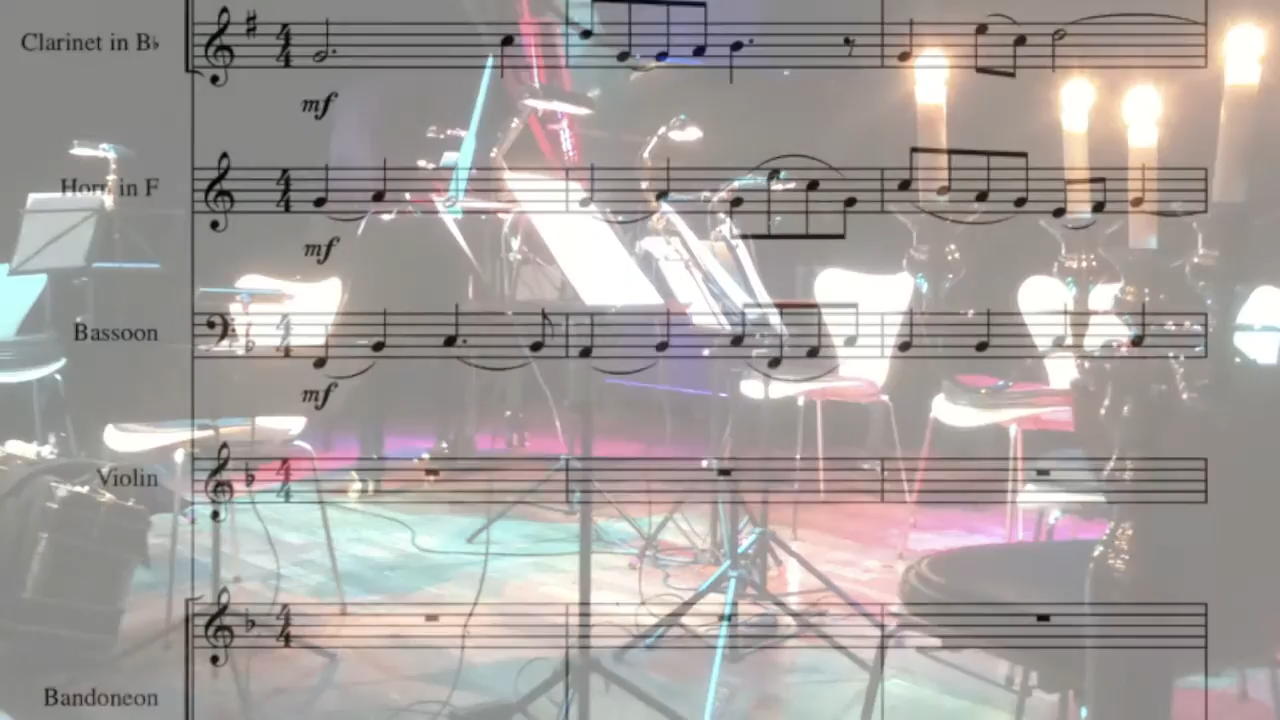 Clarinet in B♭
mf
Horn in F
mf
Bassoon
mf
Violin
Bandoneon